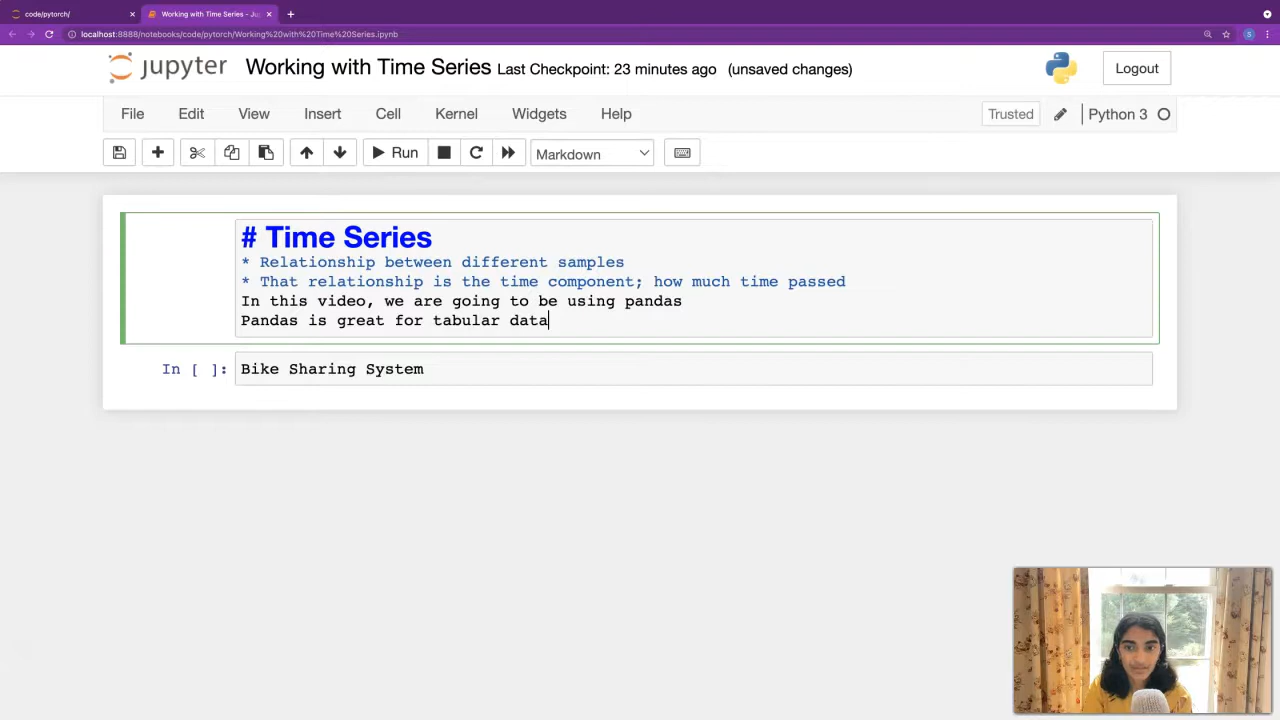 code/pytorch/
Working with Time Series - Ju
localhost:8888/notebooks/code/pytorch/Working%20with%20Time%20Series.ipynb
S
jupyter Working with Time Series Last Checkpoint: 23 minutes ago (unsaved changes)
Logout
File Edit View Insert Cell Kernel Widgets Help
Trusted
Python 3
Run
Markdown
# Time Series
* Relationship between different samples
* That relationship is the time component; how much time passed
In this video, we are going to be using pandas
Pandas is great for tabular data
In [ ]: Bike Sharing System